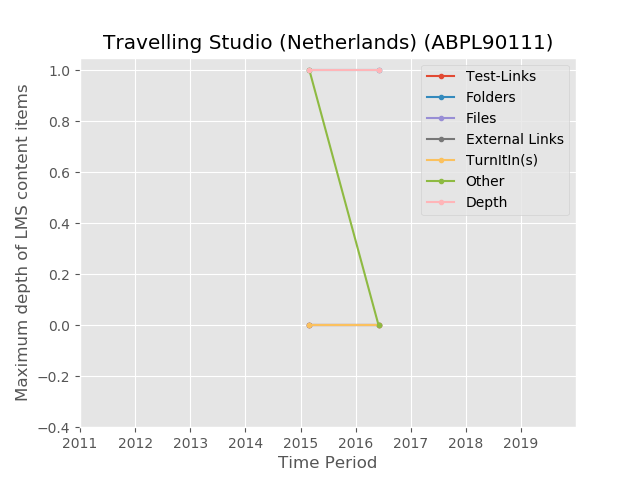 Travelling Studio (Netherlands) (ABPL90111)
Maximum depth of LMS content items
1.0
0.8
0.6
0.4
0.2
0.0
−0.2
−0.4
Test-Links
Folders
Files
External Links
TurnItIn(s)
Other
Depth
2011 2012 2013 2014 2015 2016 2017 2018 2019
Time Period